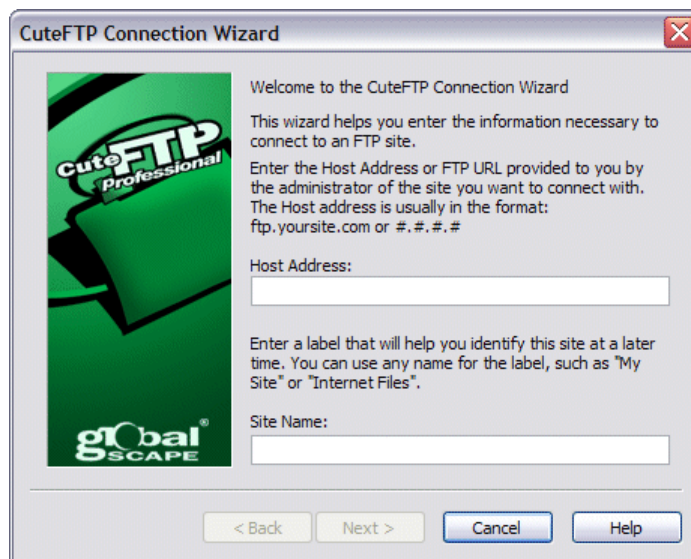 CuteFTP Connection Wizard
CuteFTP
Professional
Welcome to the CuteFTP Connection Wizard
This wizard helps you enter the information necessary to
connect to an FTP site.
Enter the Host Address or FTP URL provided to you by
the administrator of the site you want to connect with.
The Host address is usually in the format:
ftp.yoursite.com or #.#.#.#
Host Address:
Enter a label that will help you identify this site at a later
time. You can use any name for the label, such as "My
Site" or "Internet Files".
Site Name:
global®
SCAPE
< Back
Next >
Cancel
Help